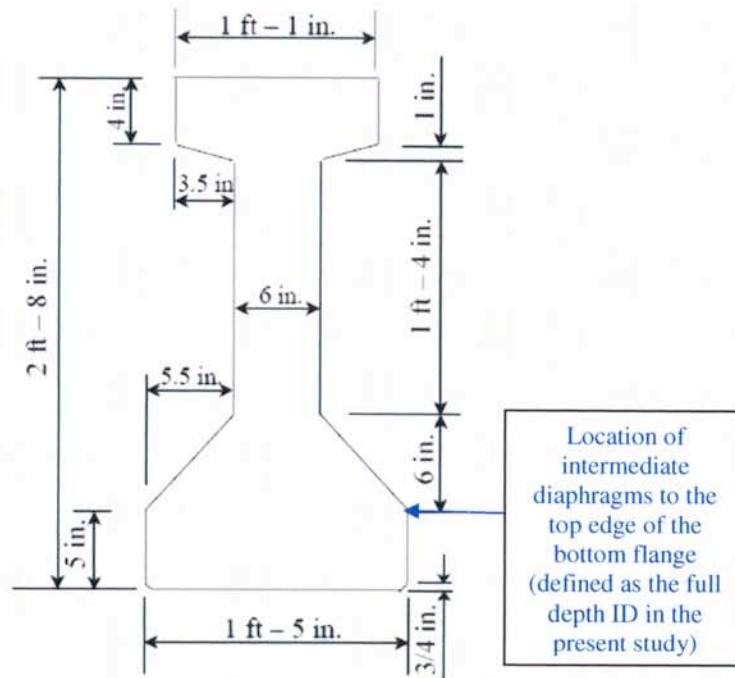 1 ft – 1 in.
4 in.
1 in.
3.5 in
2 ft – 8 in.
6 in.
1 ft – 4 in.
5.5 in.
6 in.
5 in.
1 ft – 5 in.
3/4 in.
Location of
intermediate
diaphragms to the
top edge of the
bottom flange
(defined as the full
depth ID in the
present study)